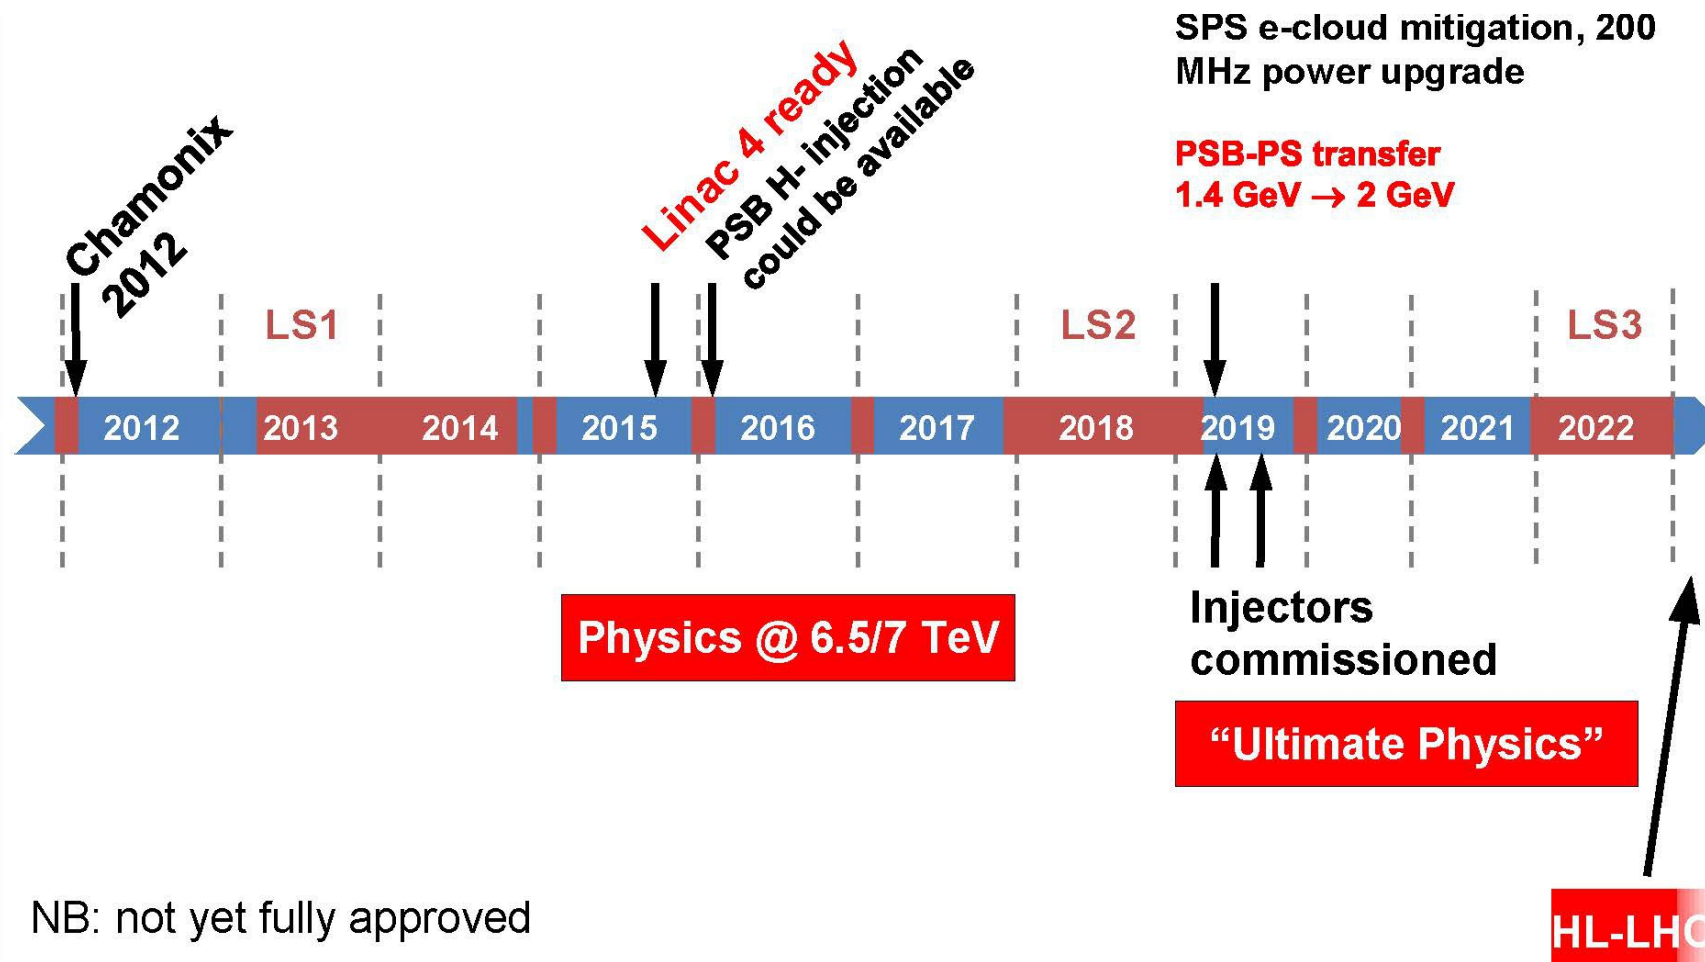 SPS e-cloud mitigation, 200
MHz power upgrade
PSB-PS transfer
1.4 GeV → 2 GeV
Chamonix
2012
Linac 4 ready
PSB H- injection
could be available
LS1
LS2
LS3
2012
2013
2014
2015
2016
2017
2018
2019
2020
2021
2022
Physics @ 6.5/7 TeV
Injectors
commissioned
“Ultimate Physics”
NB: not yet fully approved
HL-LHC